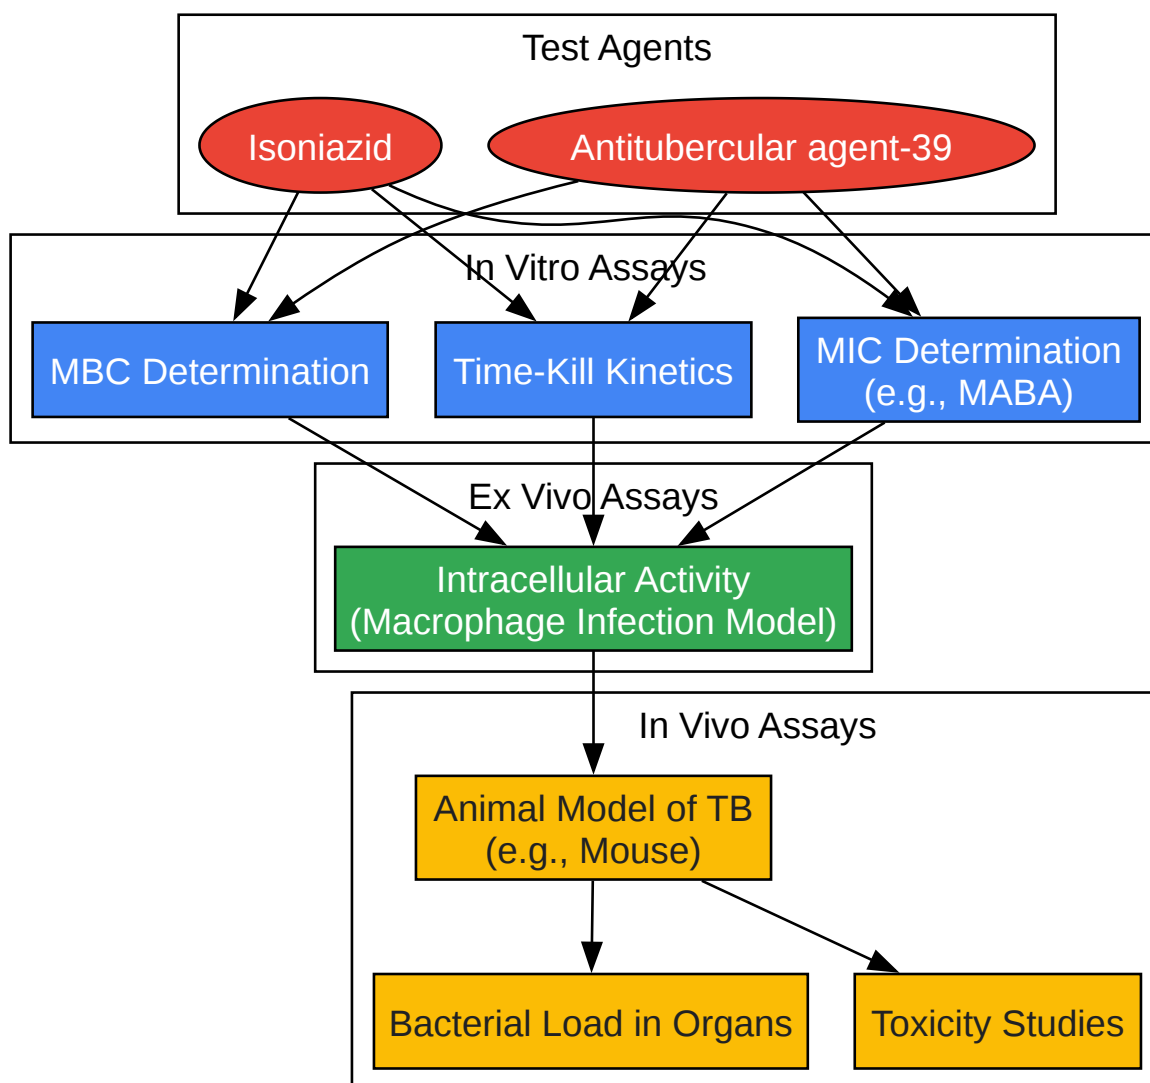 Test Agents
Isoniazid
Antitubercular agent-39
In Vitro Assays
MBC Determination
Time-Kill Kinetics
MIC Determination
(e.g., MABA)
Ex Vivo Assays
Intracellular Activity
(Macrophage Infection Model)
In Vivo Assays
Animal Model of TB
(e.g., Mouse)
Bacterial Load in Organs
Toxicity Studies